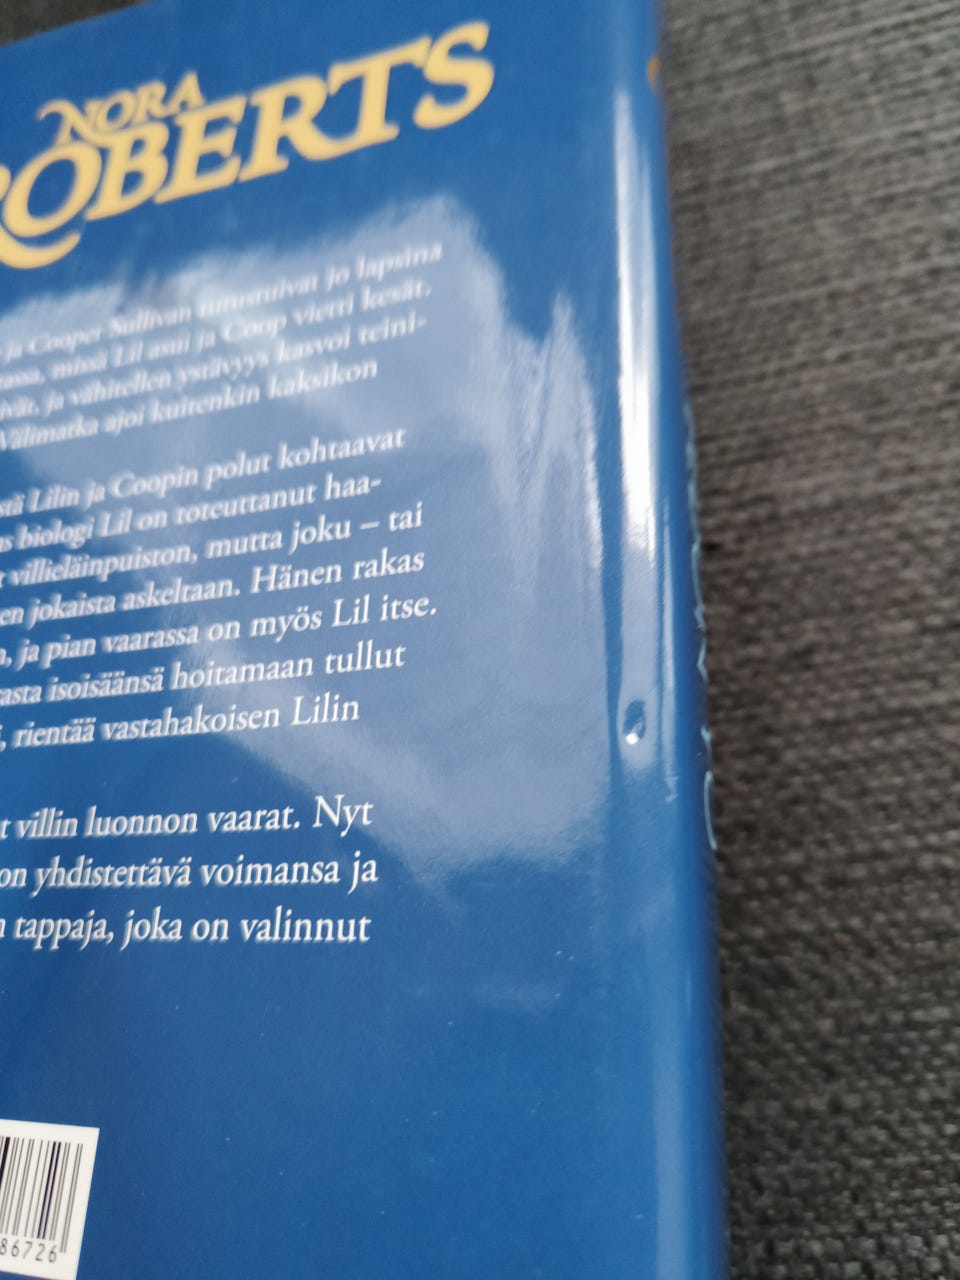 NORA
ROBERTS
ja Cooper Sullivan tutustuivat jo lapsina
missä Lil asui ja Coop vietti kesät.
ja vähitellen ystävyys kasvoi teini-
Välimatka ajoi kuitenkin kaksikon
Lilin ja Coopin polut kohtaavat
biologi Lil on toteuttanut haa-
villieläinpuiston, mutta joku – tai
jokaista askeltaan. Hänen rakas
ja pian vaarassa on myös Lil itse.
isoisäänsä hoitamaan tullut
rientää vastahakoisen Lilin
villin luonnon vaarat. Nyt
on yhdistettävä voimansa ja
tappaja, joka on valinnut
86726